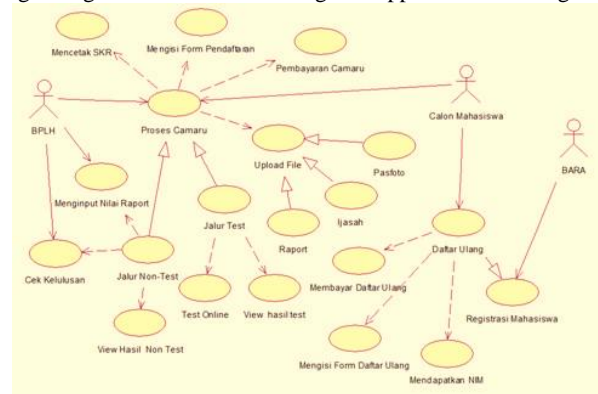 Mencetak SKR
Mengisi Form Pendaftaran
Pembayaran Camaru
BPLH
Proses Camaru
Calon Mahasiswa
BARA
Upload File
Pasfoto
Menginput Nilai Raport
Jalur Test
Raport
Ijasah
Daftar Ulang
Cek Kelulusan
Jalur Non-Test
Membayar Daftar Ulang
Test Online
View hasil test
Registrasi Mahasiswa
View Hasil Non Test
Mengisi Form Daftar Ulang
Mendapatkan NIM